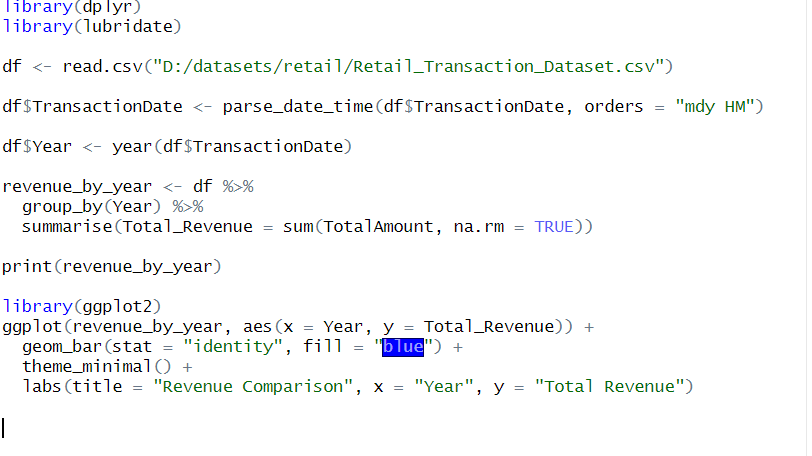 library(dplyr)
library(lubridate)
df <- read.csv("D:/datasets/retail/Retail_Transaction_Dataset.csv")
df$TransactionDate <- parse_date_time(df$TransactionDate, orders = "mdy HM")
df$Year <- year(df$TransactionDate)
revenue_by_year <- df %>%
  group_by(Year) %>%
  summarise(Total_Revenue = sum(TotalAmount, na.rm = TRUE))
print(revenue_by_year)
library(ggplot2)
ggplot(revenue_by_year, aes(x = Year, y = Total_Revenue)) +
  geom_bar(stat = "identity", fill = "blue") +
  theme_minimal() +
  labs(title = "Revenue Comparison", x = "Year", y = "Total Revenue")